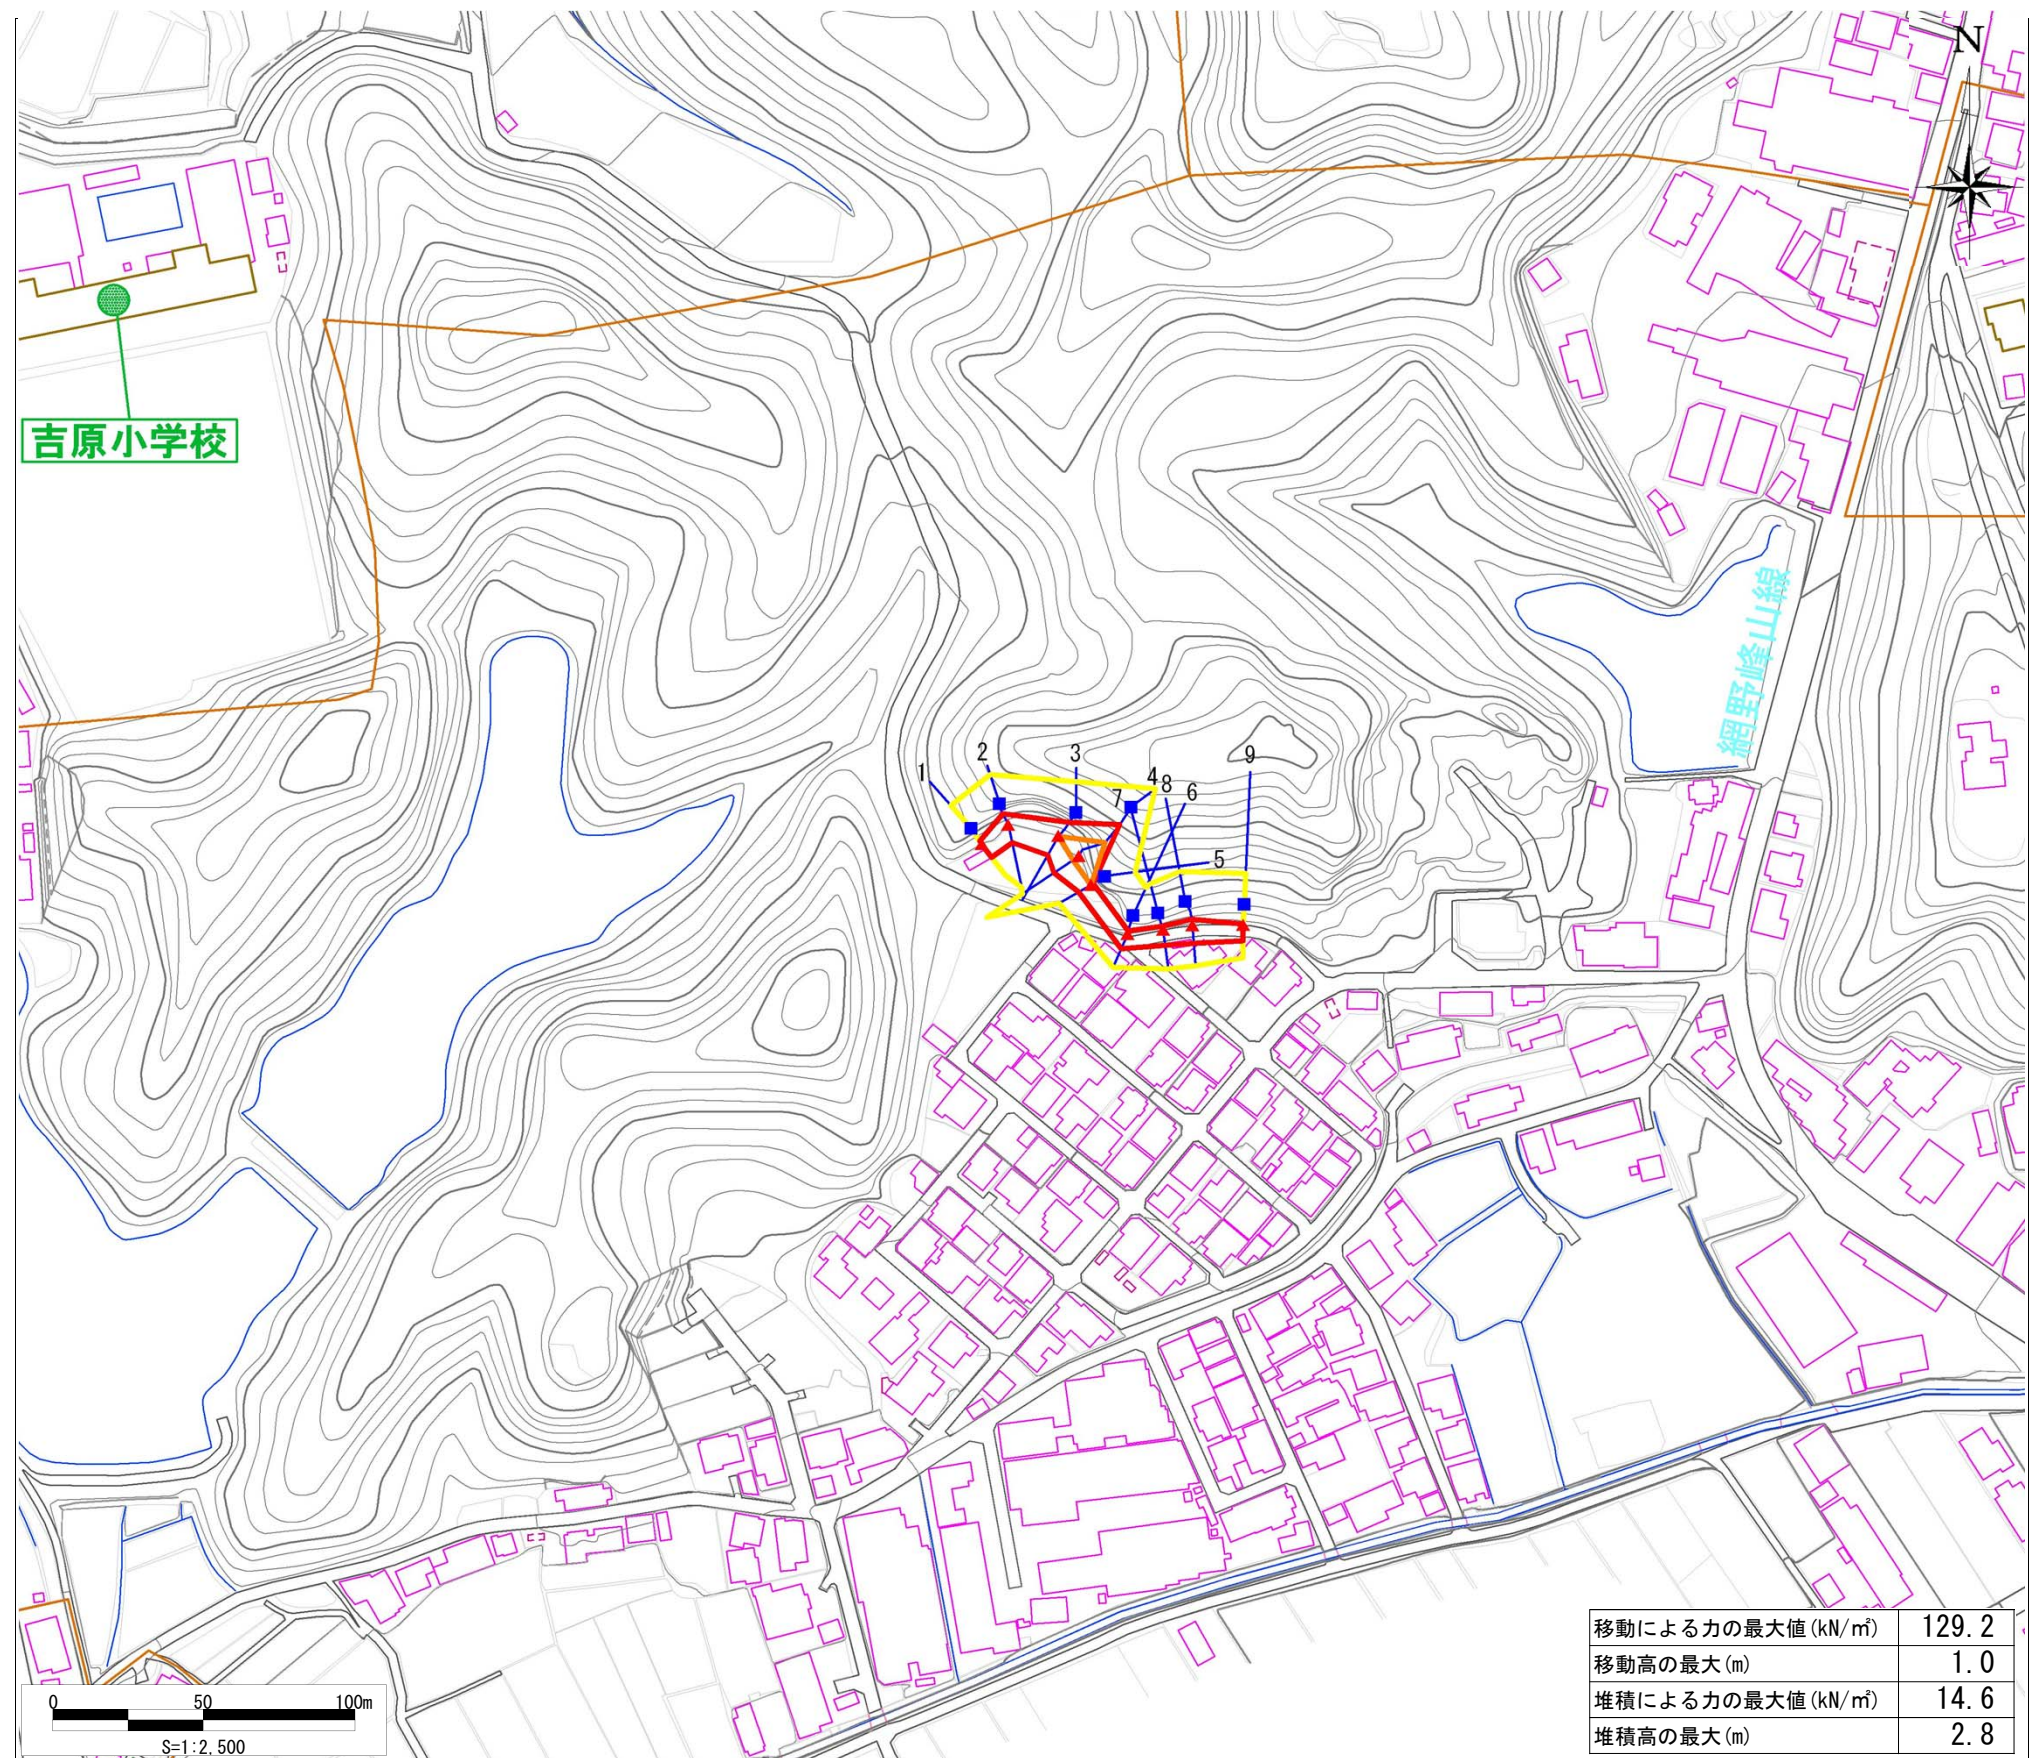 N
吉原小学校
網野峰山線
1
2
3
4
8
6
9
7
5
移動による力の最大値(kN/㎡) 129.2
移動高の最大(m) 1.0
堆積による力の最大値(kN/㎡) 14.6
堆積高の最大(m) 2.8
0 50 100m
S=1:2,500